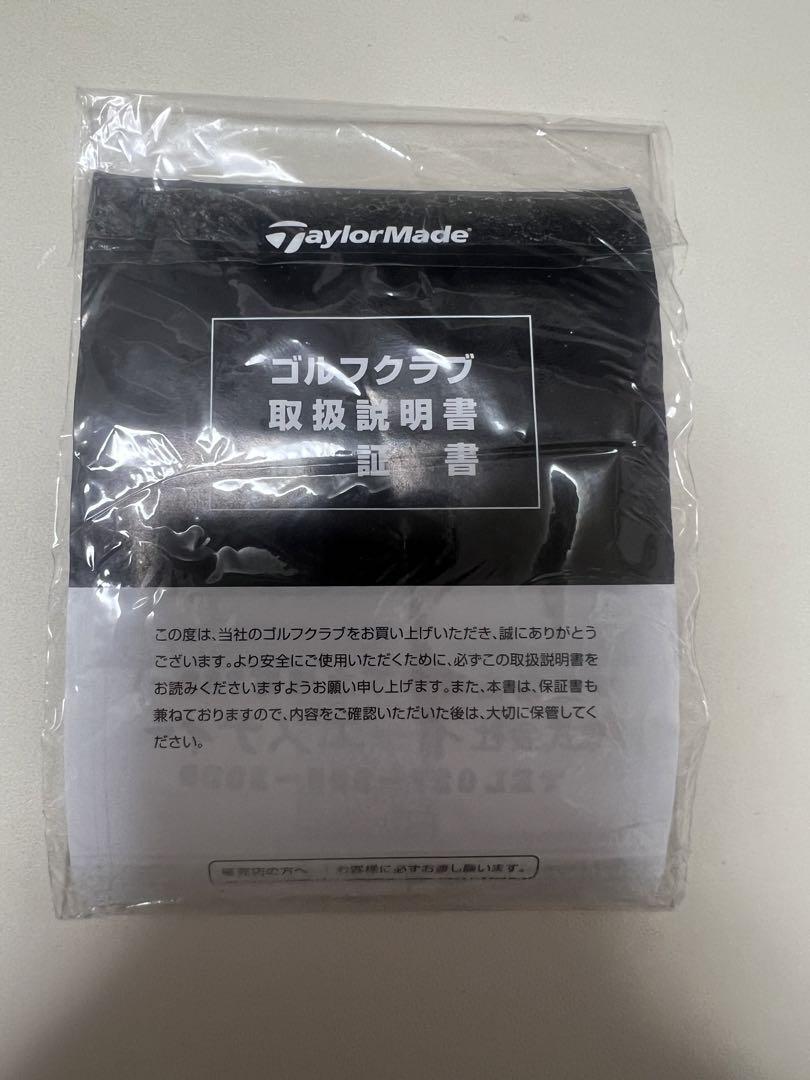 TaylorMade
ゴルフクラブ
取扱説明書
証 書
この度は、当社のゴルフクラブをお買い上げいただき、誠にありがとう
ございます。より安全にご使用いただくために、必ずこの取扱説明書を
お読みくださいますようお願い申し上げます。また、本書は、保証書も
兼ねておりますので、内容をご確認いただいた後は、大切に保管してく
ださい。
販売店の方へ お客様に必ずお渡し願います。